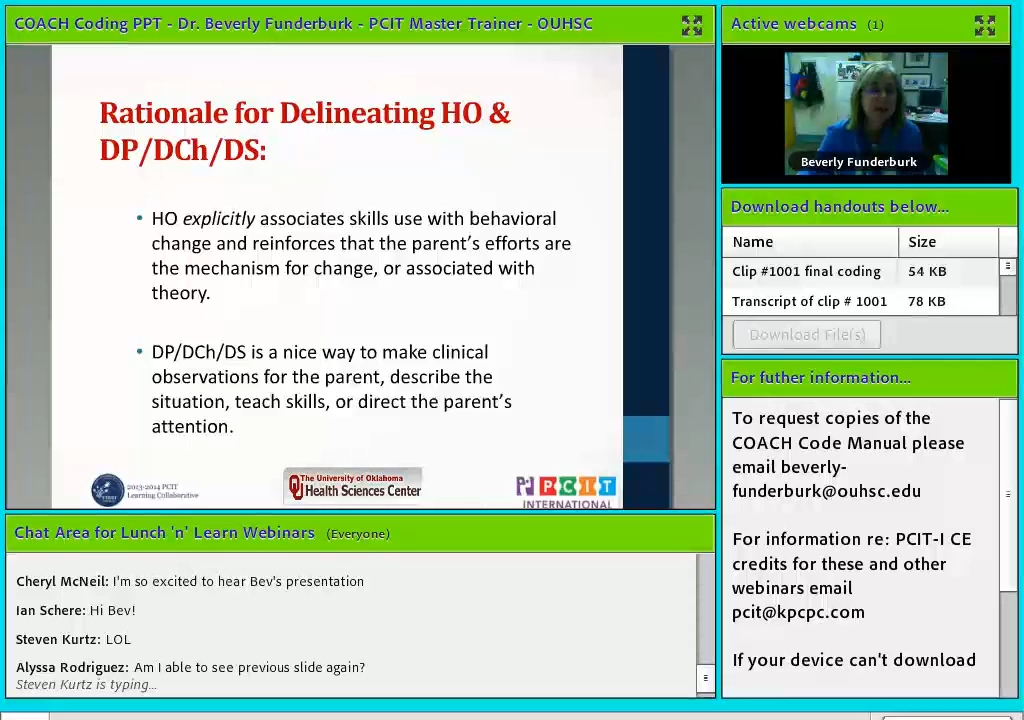 COACH Coding PPT - Dr. Beverly Funderburk - PCIT Master Trainer - OUHSC
Rationale for Delineating HO &
DP/DCh/DS:
• HO explicitly associates skills use with behavioral
change and reinforces that the parent's efforts are
the mechanism for change, or associated with
theory.
• DP/DCh/DS is a nice way to make clinical
observations for the parent, describe the
situation, teach skills, or direct the parent's
attention.
2013-2014 PCIT
Learning Collaborative
The University of Oklahoma
Health Sciences Center
PCIT
INTERNATIONAL
Chat Area for Lunch 'n' Learn Webinars (Everyone)
Cheryl McNeil: I'm so excited to hear Bev's presentation
Ian Schere: Hi Bev!
Steven Kurtz: LOL
Alyssa Rodriguez: Am I able to see previous slide again?
Steven Kurtz is typing...
Active webcams (1)
Beverly Funderburk
Download handouts below...
Name Size
Clip #1001 final coding 54 KB
Transcript of clip # 1001 78 KB
Download File(s)
For futher information...
To request copies of the
COACH Code Manual please
email beverly-
funderburk@ouhsc.edu
For information re: PCIT-I CE
credits for these and other
webinars email
pcit@kpcpc.com
If your device can't download